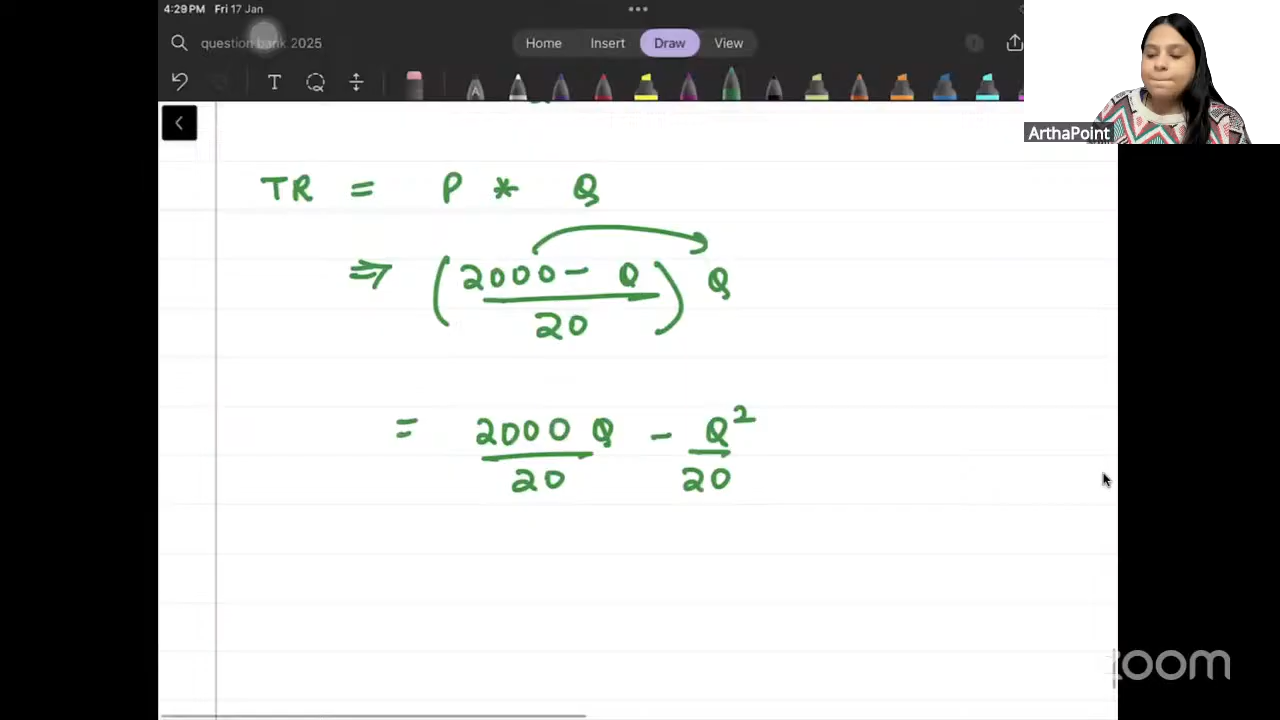 4:29 PM Fri 17 Jan
question bank 2025
Home Insert Draw View
T
ArthaPoint
TR = P * Q
⇒ (2000 - Q / 20) Q
= 2000 Q / 20 - Q² / 20
zoom